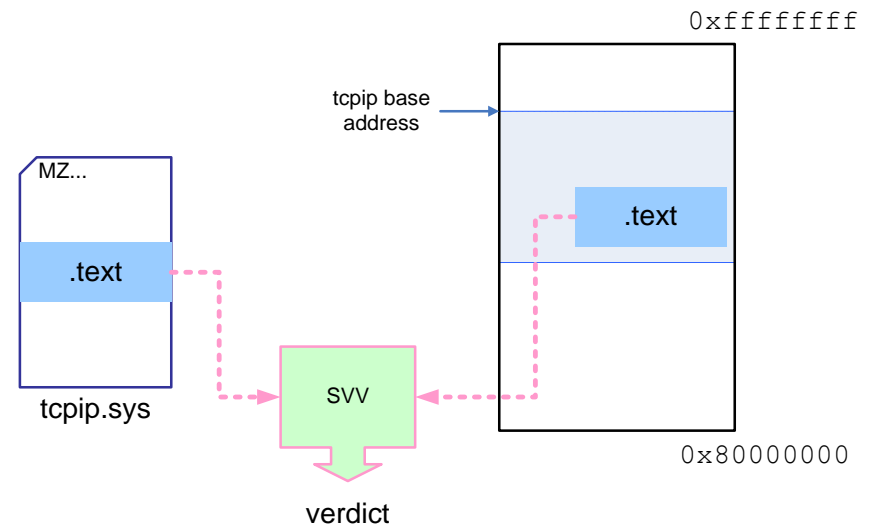 0xffffffff
tcpip base
address
MZ...
.text
.text
SVV
tcpip.sys
0x80000000
verdict